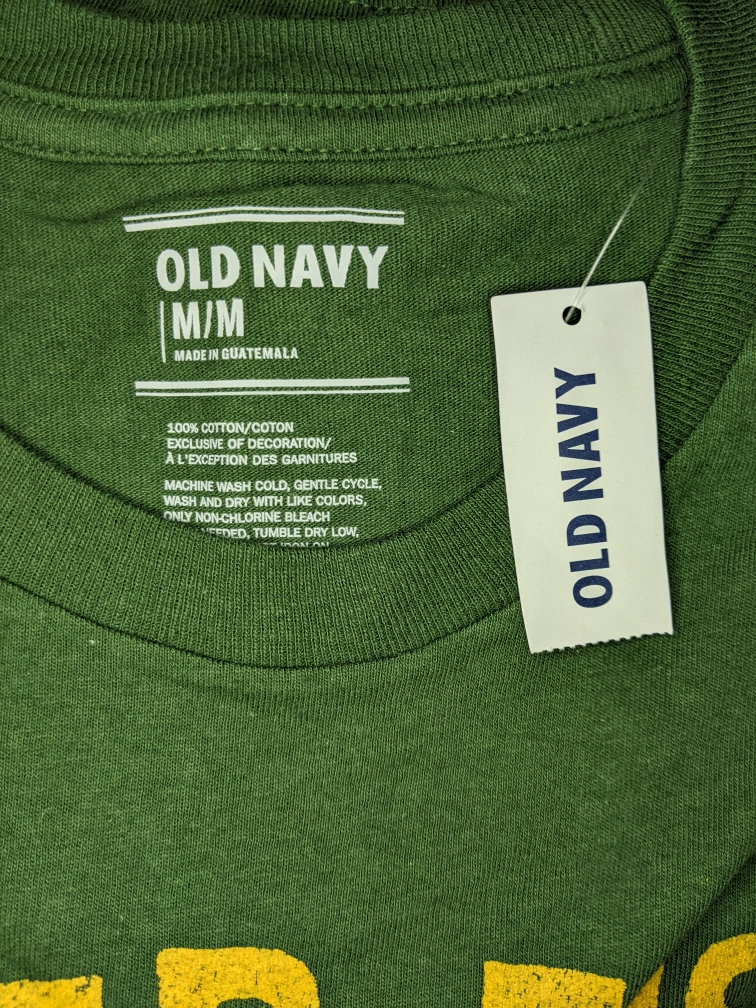 OLD NAVY
M/M
MADE IN GUATEMALA
100% COTTON/COTON
EXCLUSIVE OF DECORATION/
À L'EXCEPTION DES GARNITURES
MACHINE WASH COLD, GENTLE CYCLE,
WASH AND DRY WITH LIKE COLORS,
ONLY NON-CHLORINE BLEACH
TUMBLE DRY LOW,
OLD NAVY